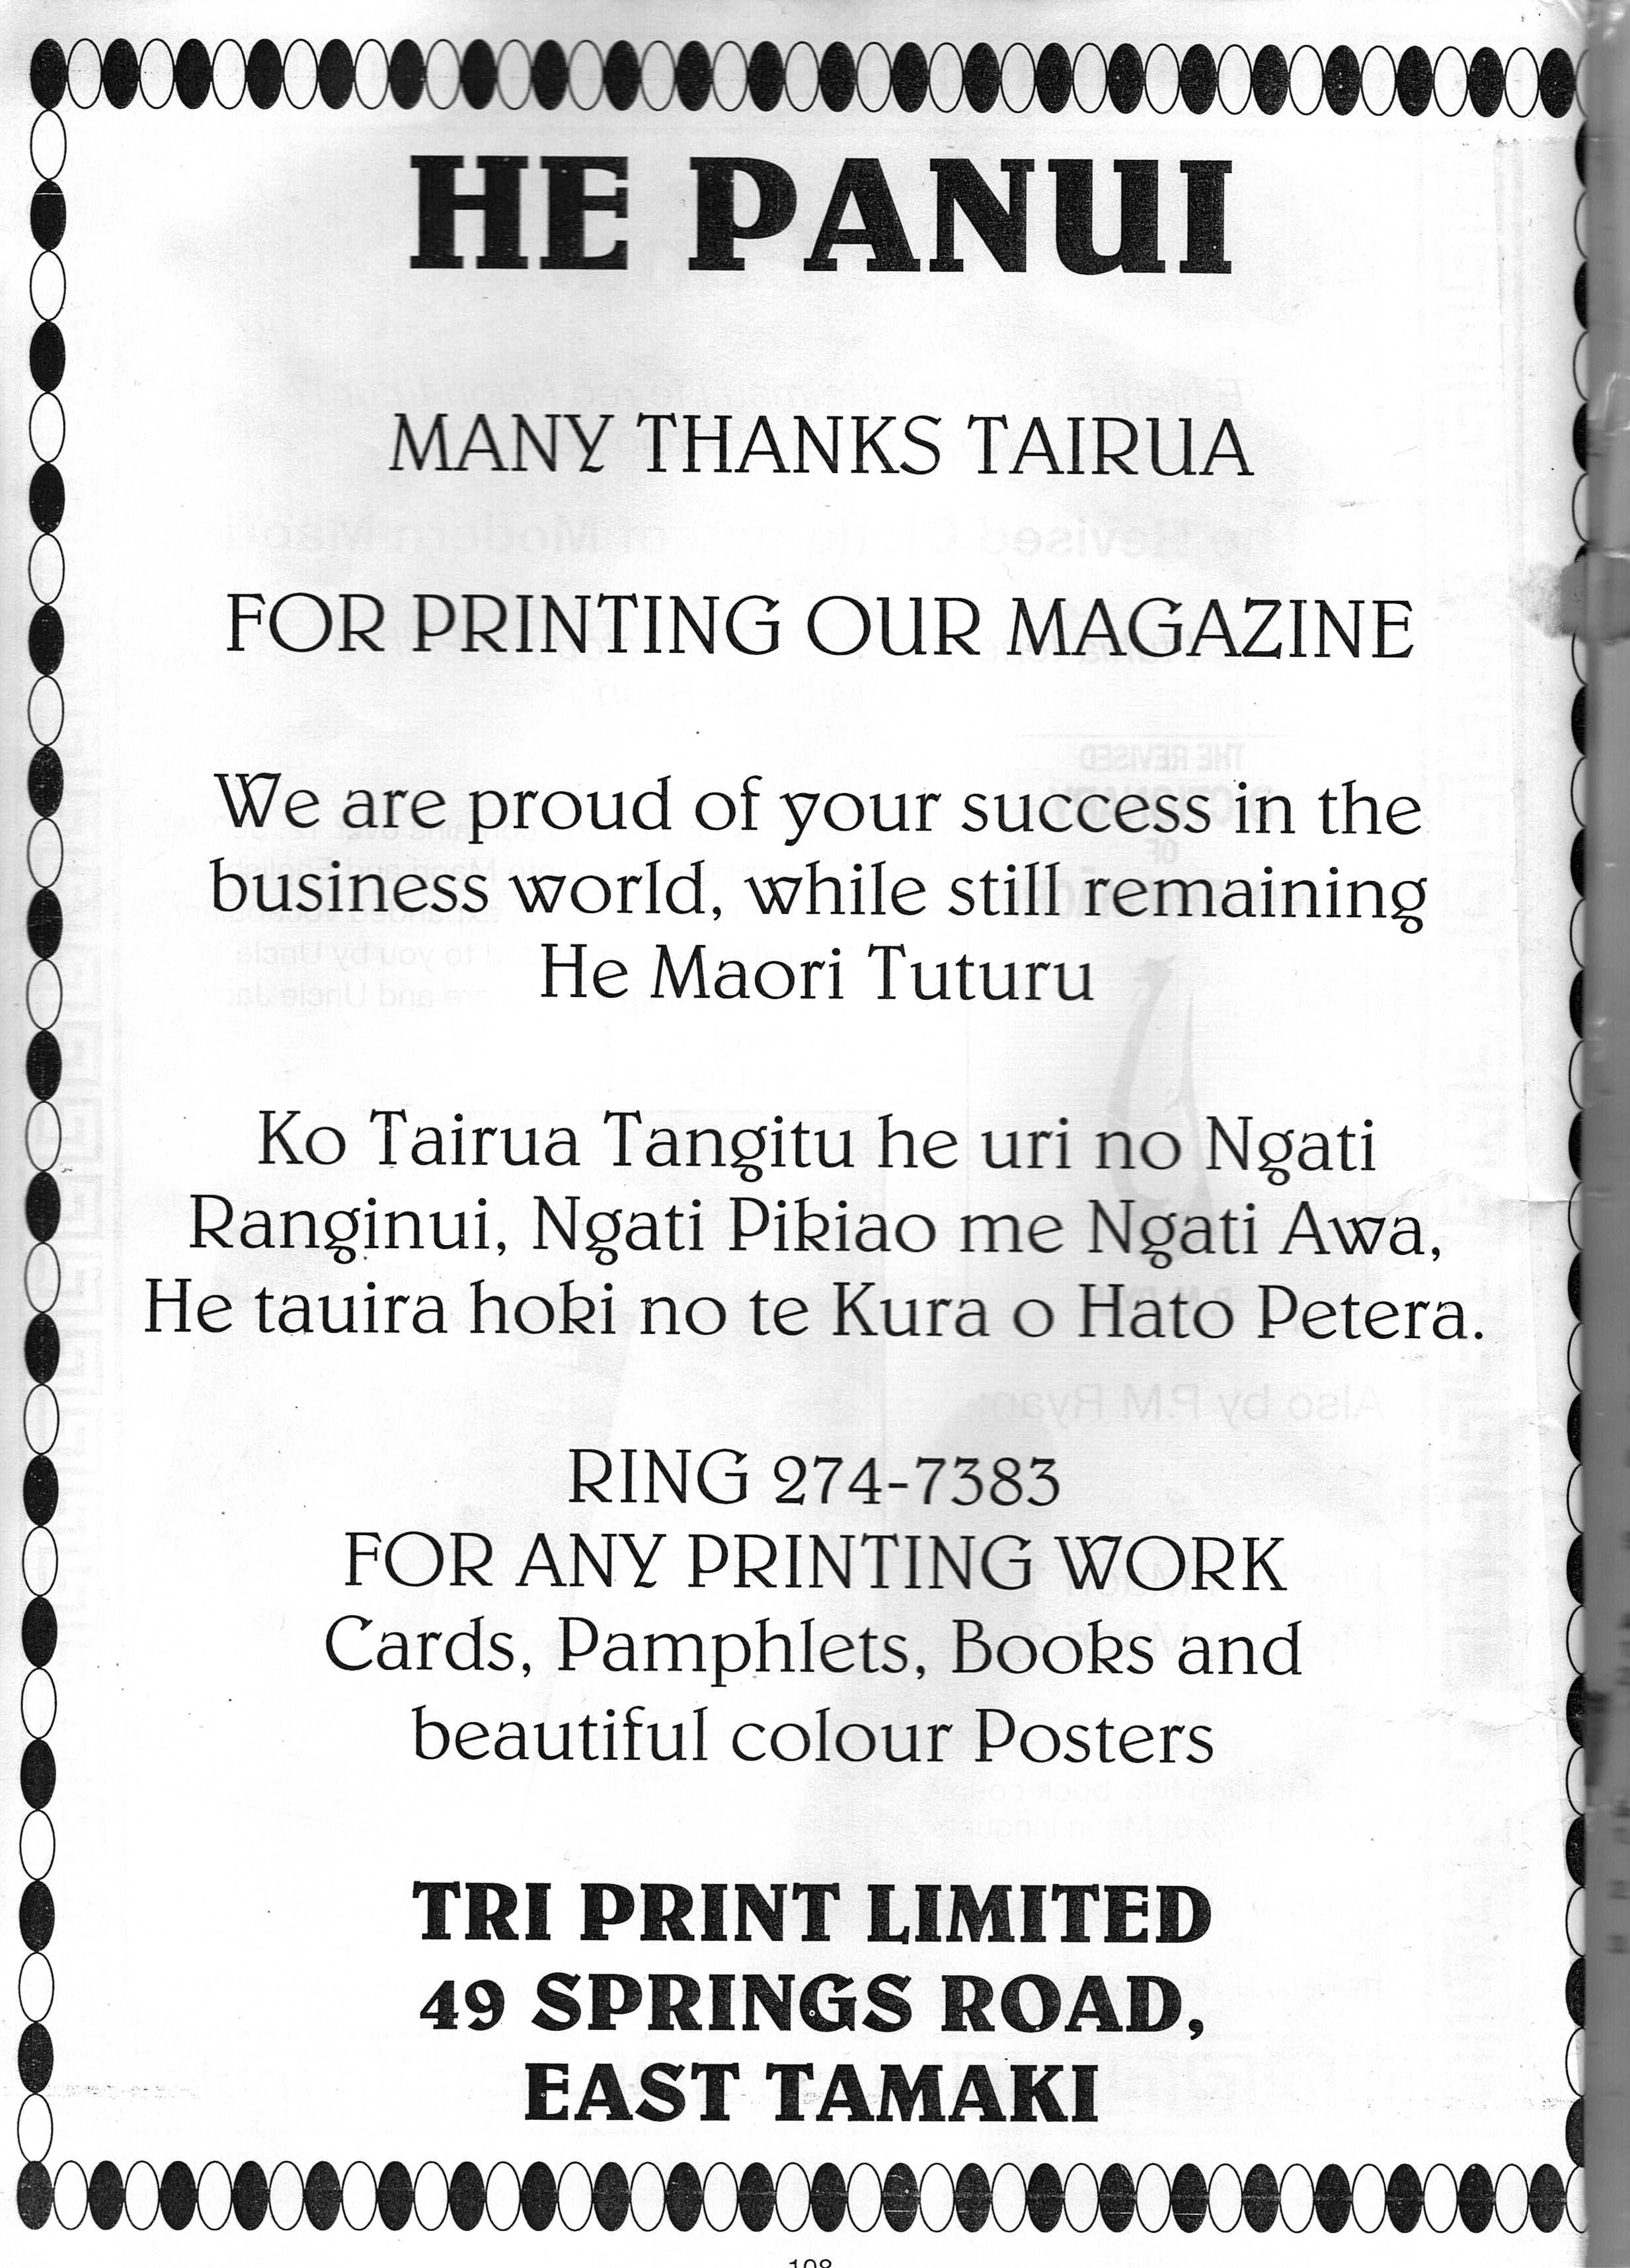 HE PANUI
MANY THANKS TAIRUA
FOR PRINTING OUR MAGAZINE
We are proud of your success in the
business world, while still remaining
He Maori Tuturu
Ko Tairua Tangitu he uri no Ngati
Ranginui, Ngati Pikiao me Ngati Awa,
He tauira hoki no te Kura o Hato Petera.
RING 274-7383
FOR ANY PRINTING WORK
Cards, Pamphlets, Books and
beautiful colour Posters
TRI PRINT LIMITED
49 SPRINGS ROAD,
EAST TAMAKI